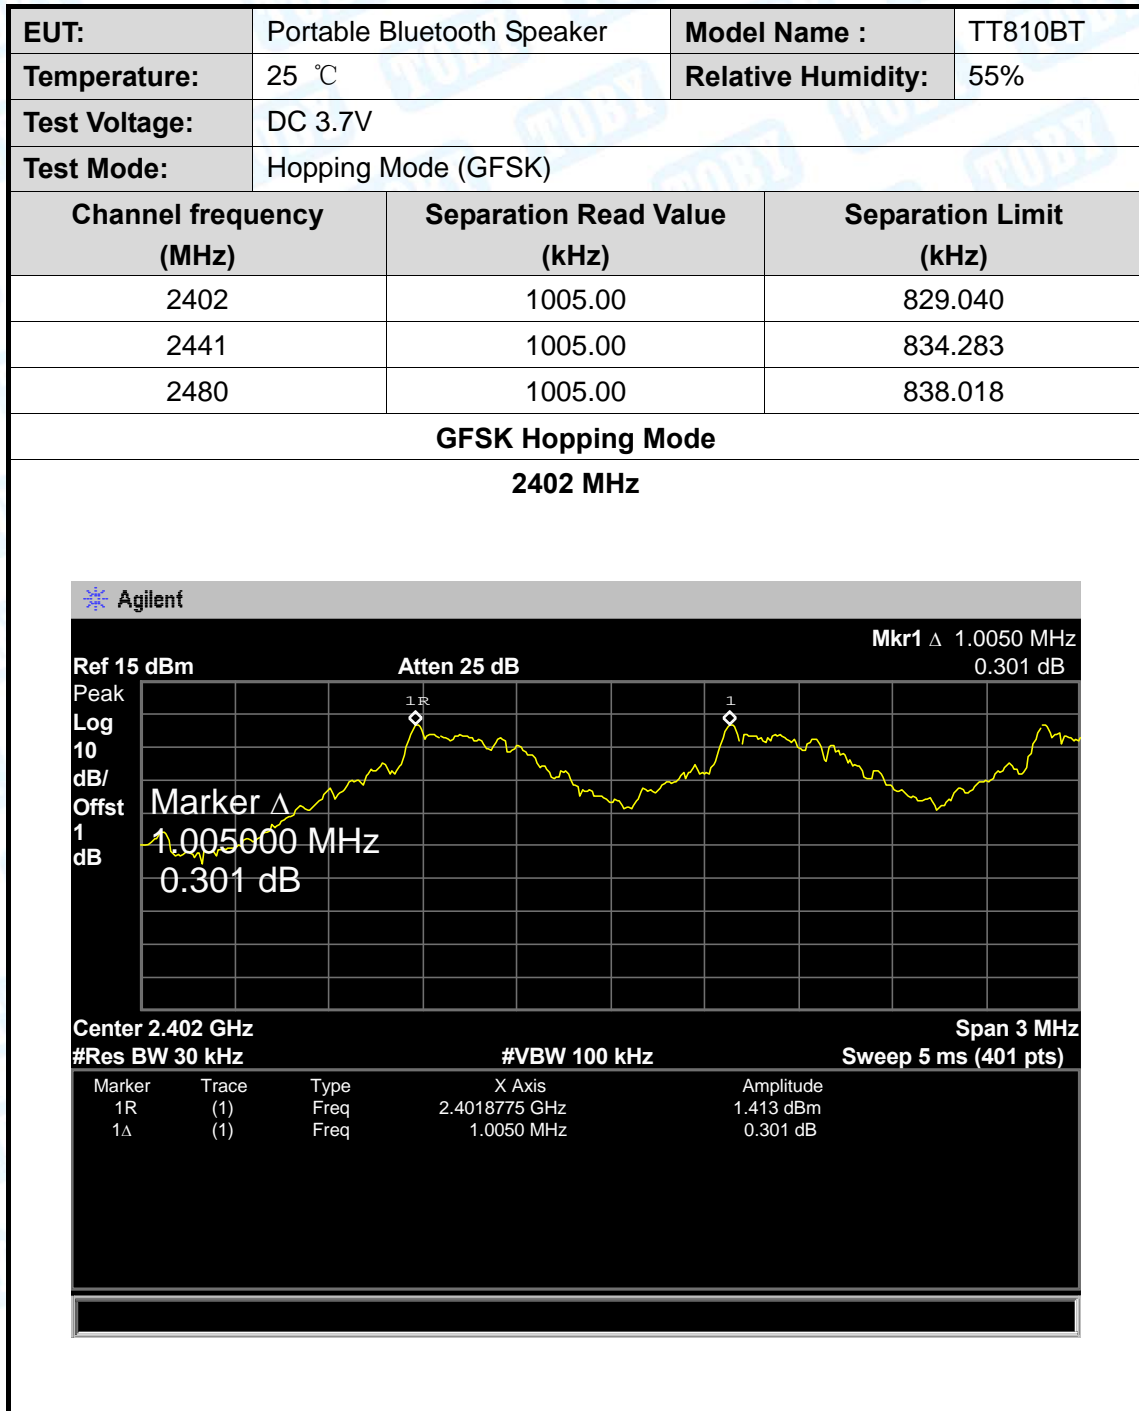 EUT: Portable Bluetooth Speaker Model Name : TT810BT
Temperature: 25 ℃ Relative Humidity: 55%
Test Voltage: DC 3.7V
Test Mode: Hopping Mode (GFSK)
Channel frequency Separation Read Value Separation Limit
(MHz) (kHz) (kHz)
2402 1005.00 829.040
2441 1005.00 834.283
2480 1005.00 838.018
GFSK Hopping Mode
2402 MHz
Agilent
Mkr1 Δ 1.0050 MHz
Ref 15 dBm Atten 25 dB 0.301 dB
Peak
Log
10
dB/
Offst
1
dB
1R 1
Marker Δ
1.005000 MHz
0.301 dB
Center 2.402 GHz Span 3 MHz
#Res BW 30 kHz #VBW 100 kHz Sweep 5 ms (401 pts)
Marker Trace Type X Axis Amplitude
1R (1) Freq 2.4018775 GHz 1.413 dBm
1Δ (1) Freq 1.0050 MHz 0.301 dB
TOBY